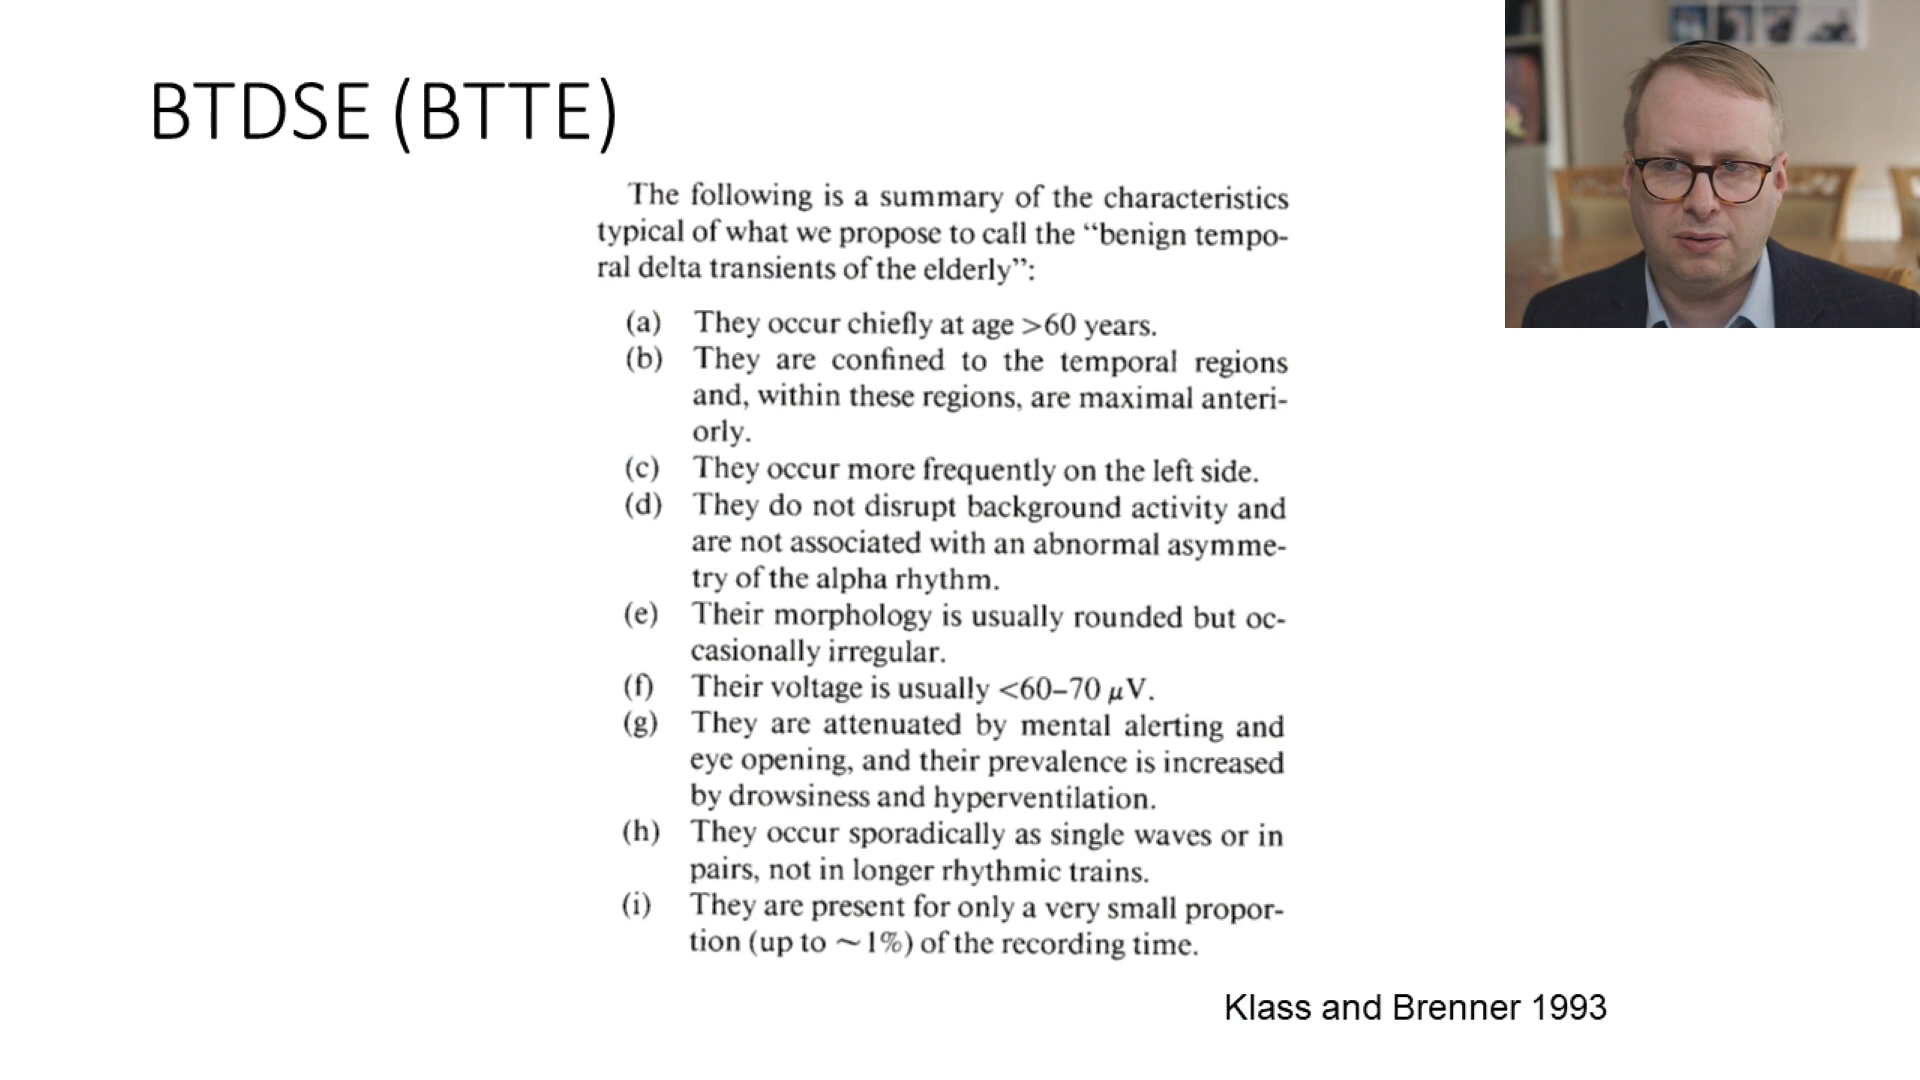 BTDSE (BTTE)
The following is a summary of the characteristics
typical of what we propose to call the “benign tempo-
ral delta transients of the elderly”:
(a) They occur chiefly at age >60 years.
(b) They are confined to the temporal regions
and, within these regions, are maximal anteri-
orly.
(c) They occur more frequently on the left side.
(d) They do not disrupt background activity and
are not associated with an abnormal asymme-
try of the alpha rhythm.
(e) Their morphology is usually rounded but oc-
casionally irregular.
(f) Their voltage is usually <60–70 μV.
(g) They are attenuated by mental alerting and
eye opening, and their prevalence is increased
by drowsiness and hyperventilation.
(h) They occur sporadically as single waves or in
pairs, not in longer rhythmic trains.
(i) They are present for only a very small propor-
tion (up to ~1%) of the recording time.
Klass and Brenner 1993